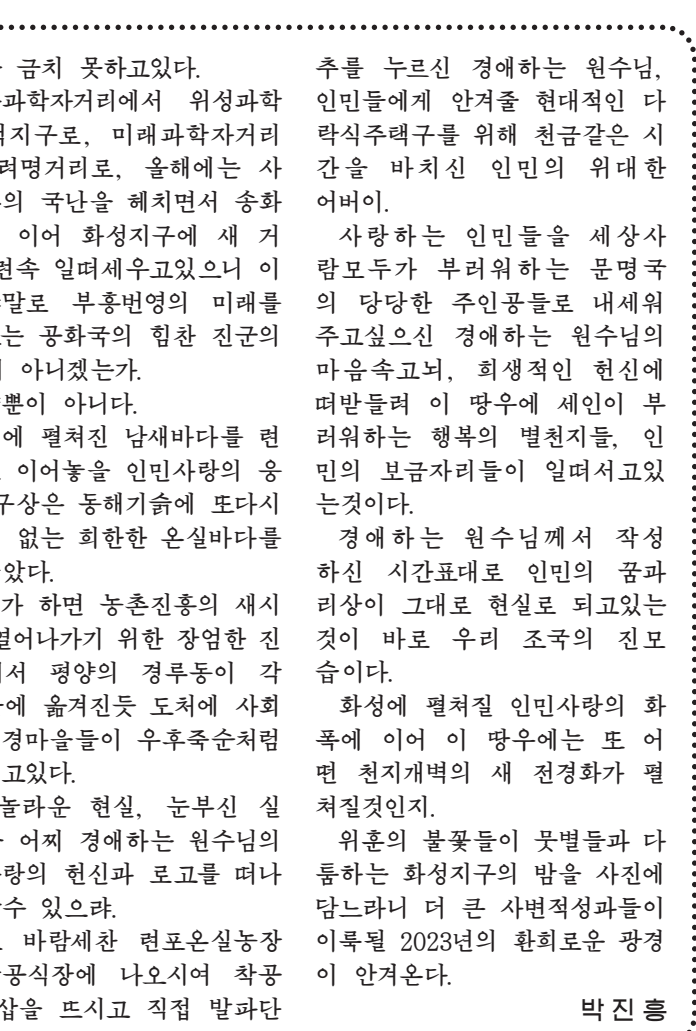 금치 못하고있다.
과학자거리에서 위성과학
지구로, 미래과학자거리
려명거리로, 올해에는 사
의 국난을 헤치면서 송화
이어 화성지구에 새 거
련속 일떠세우고있으니 이
말로 부흥번영의 미래를
는 공화국의 힘찬 진군의
아니겠는가.
뿐이 아니다.
에 펼쳐진 남새바다를 련
이어놓을 인민사랑의 웅
구상은 동해기슭에 또다시
없는 희한한 온실바다를
았다.
가 하면 농촌진흥의 새시
열어나가기 위한 장엄한 진
서 평양의 경루동이 각
에 옮겨진듯 도처에 사회
경마을들이 우후죽순처럼
고있다.
놀라운 현실, 눈부신 실
어찌 경애하는 원수님의
랑의 헌신과 로고를 떠나
수 있으랴.
바람세찬 련포온실농장
공식장에 나오시여 착공
삽을 뜨시고 직접 발파단
추를 누르신 경애하는 원수님,
인민들에게 안겨줄 현대적인 다
락식주택구를 위해 천금같은 시
간을 바치신 인민의 위대한
어버이.
사랑하는 인민들을 세상사
람모두가 부러워하는 문명국
의 당당한 주인공들로 내세워
주고싶으신 경애하는 원수님의
마음속고뇌, 희생적인 헌신에
떠받들려 이 땅우에 세인이 부
러워하는 행복의 별천지들, 인
민의 보금자리들이 일떠서고있
는것이다.
경애하는 원수님께서 작성
하신 시간표대로 인민의 꿈과
리상이 그대로 현실로 되고있는
것이 바로 우리 조국의 진모
습이다.
화성에 펼쳐질 인민사랑의 화
폭에 이어 이 땅우에는 또 어
떤 천지개벽의 새 전경화가 펼
쳐질것인지.
위훈의 불꽃들이 뭇별들과 다
툼하는 화성지구의 밤을 사진에
담느라니 더 큰 사변적성과들이
이룩될 2023년의 환희로운 광경
이 안겨온다.
박진흥